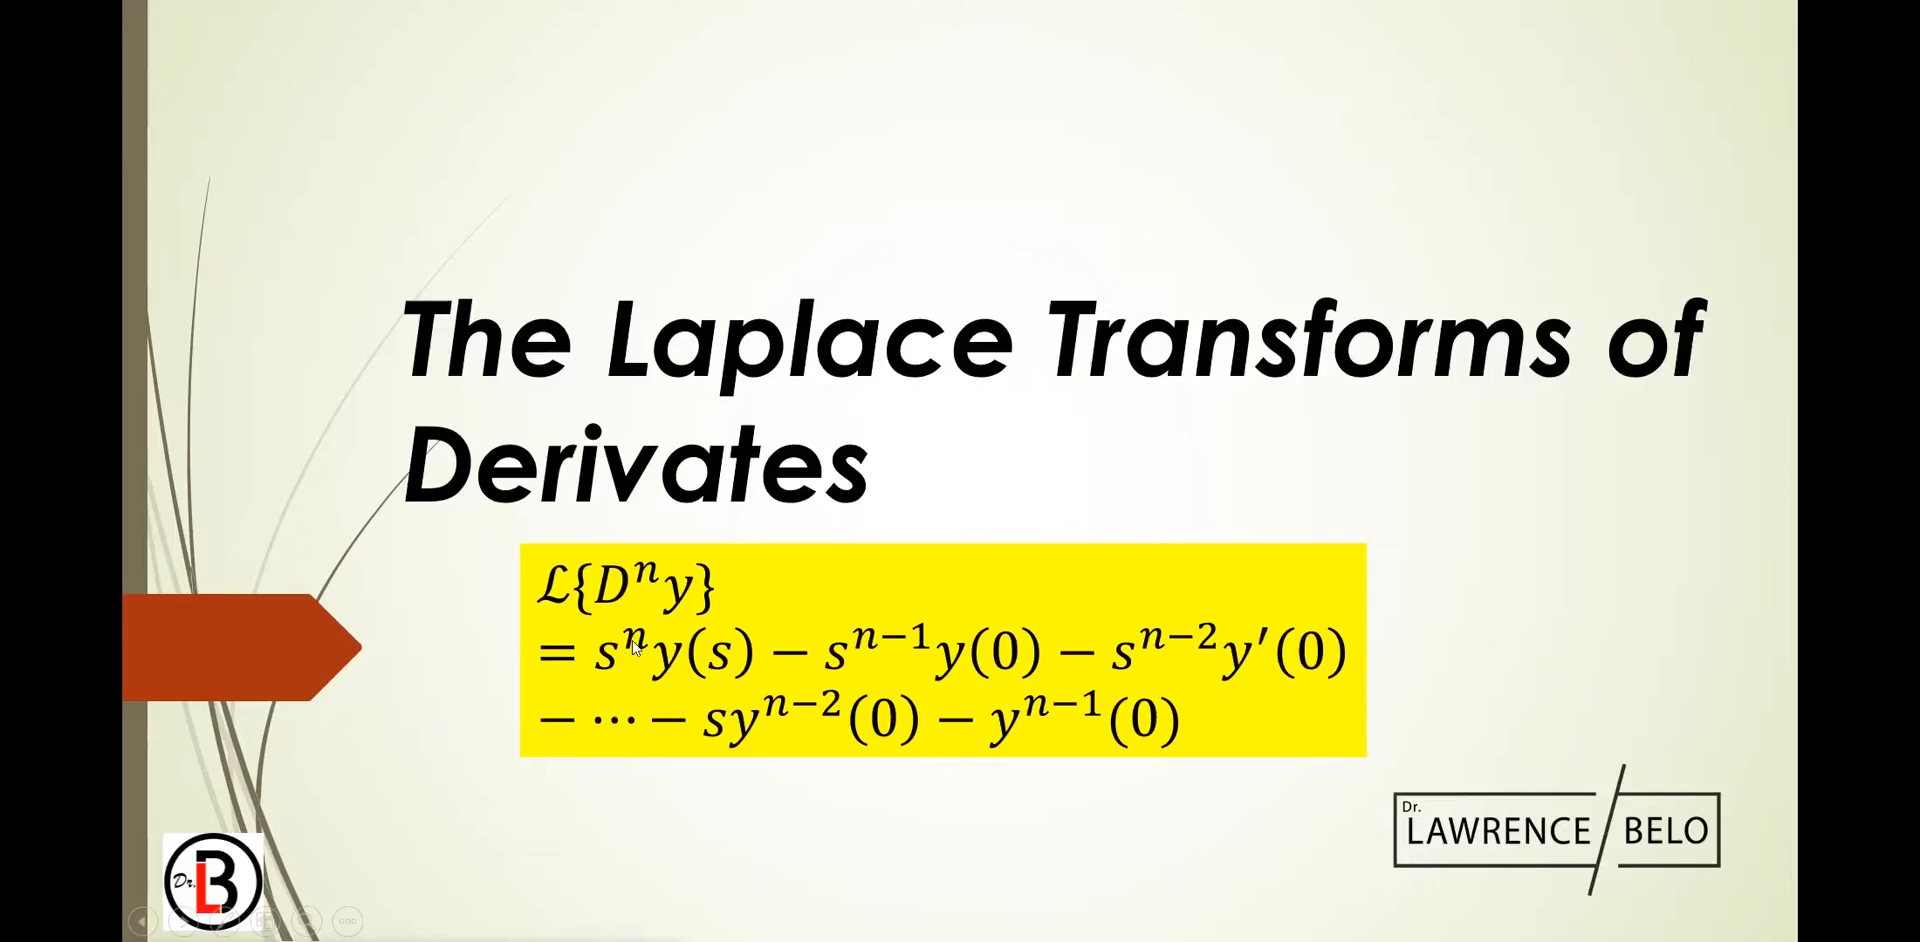 The Laplace Transforms of
Derivates
ℒ{Dⁿy}
= sⁿy(s) − sⁿ⁻¹y(0) − sⁿ⁻²y′(0)
− ⋯ − syⁿ⁻²(0) − yⁿ⁻¹(0)
Dr.
LAWRENCE BELO
Dr. LB